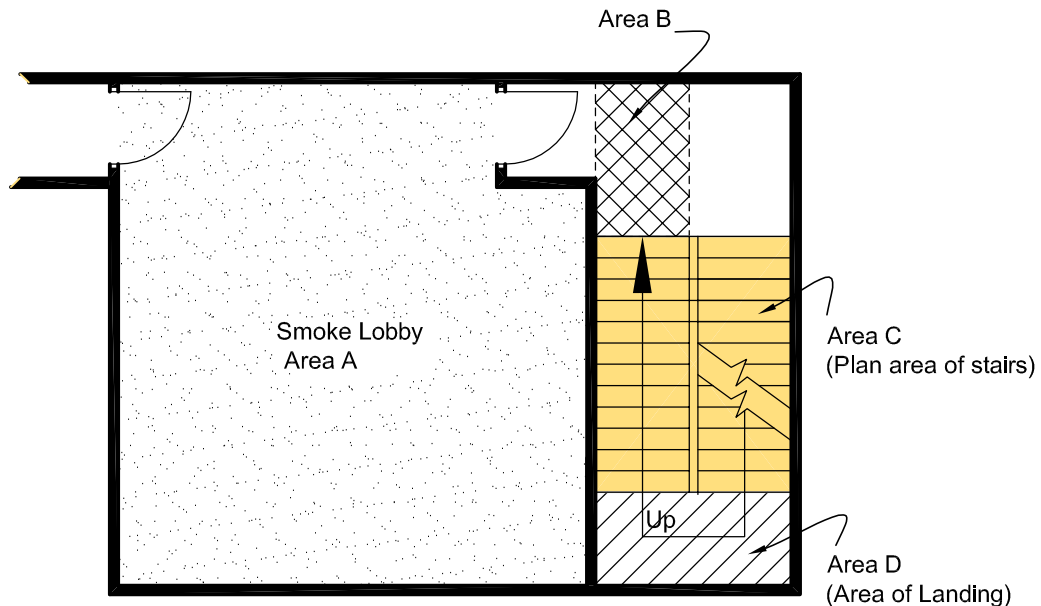 Area B
Smoke Lobby
Area A
Area C
(Plan area of stairs)
Up
Area D
(Area of Landing)